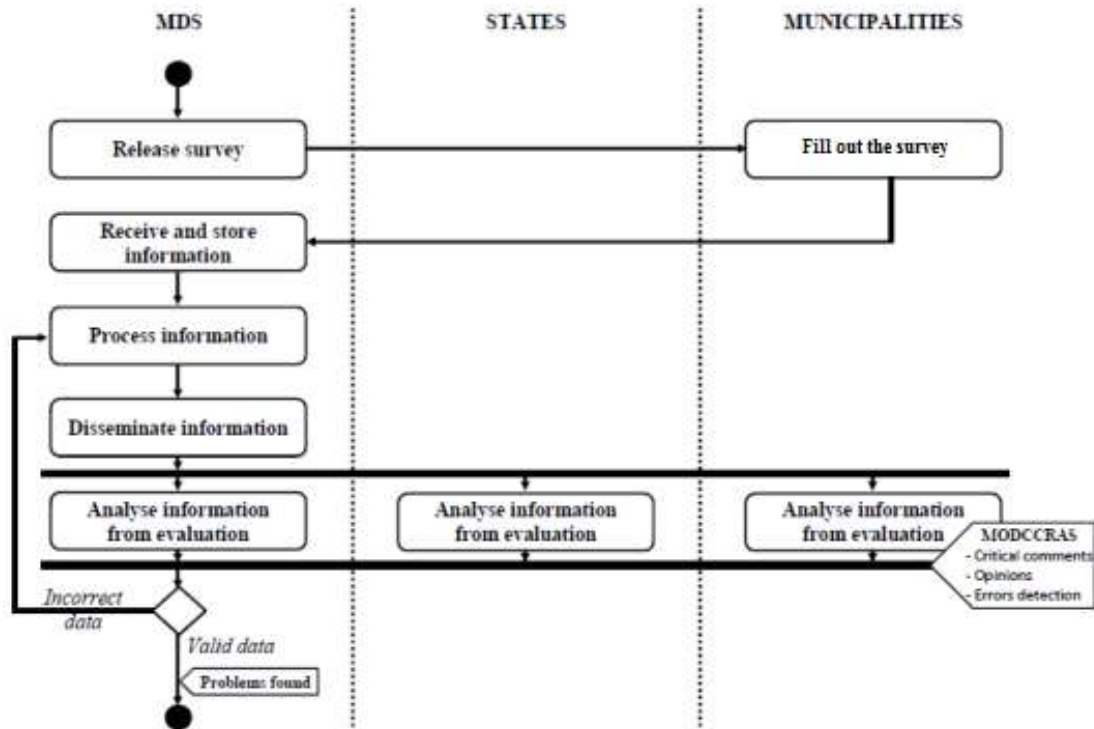 MDS
STATES
MUNICIPALITIES
Release survey
Fill out the survey
Receive and store
information
Process information
Disseminate information
Analyse information
from evaluation
Analyse information
from evaluation
Analyse information
from evaluation
MODCCRAS
- Critical comments
- Opinions
- Errors detection
Incorrect
data
Valid data
Problems found